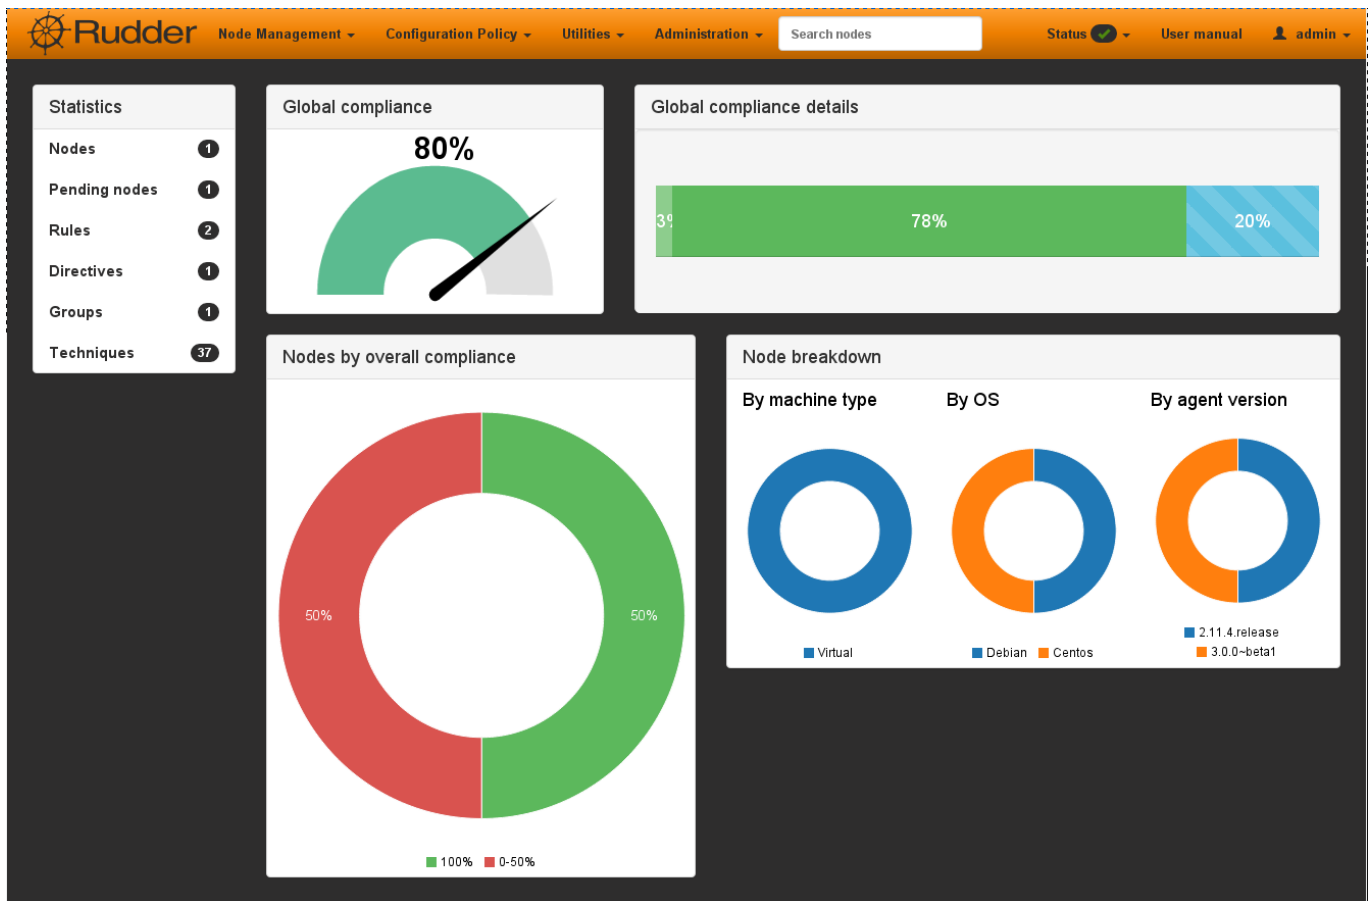 Rudder Node Management Configuration Policy Utilities Administration Search nodes Status User manual admin
Statistics
Nodes 1
Pending nodes 1
Rules 2
Directives 1
Groups 1
Techniques 37
Global compliance
80%
Global compliance details
3%
78%
20%
Nodes by overall compliance
50%
50%
100% 0-50%
Node breakdown
By machine type
By OS
By agent version
Virtual
Debian Centos
2.11.4.release
3.0.0~beta1